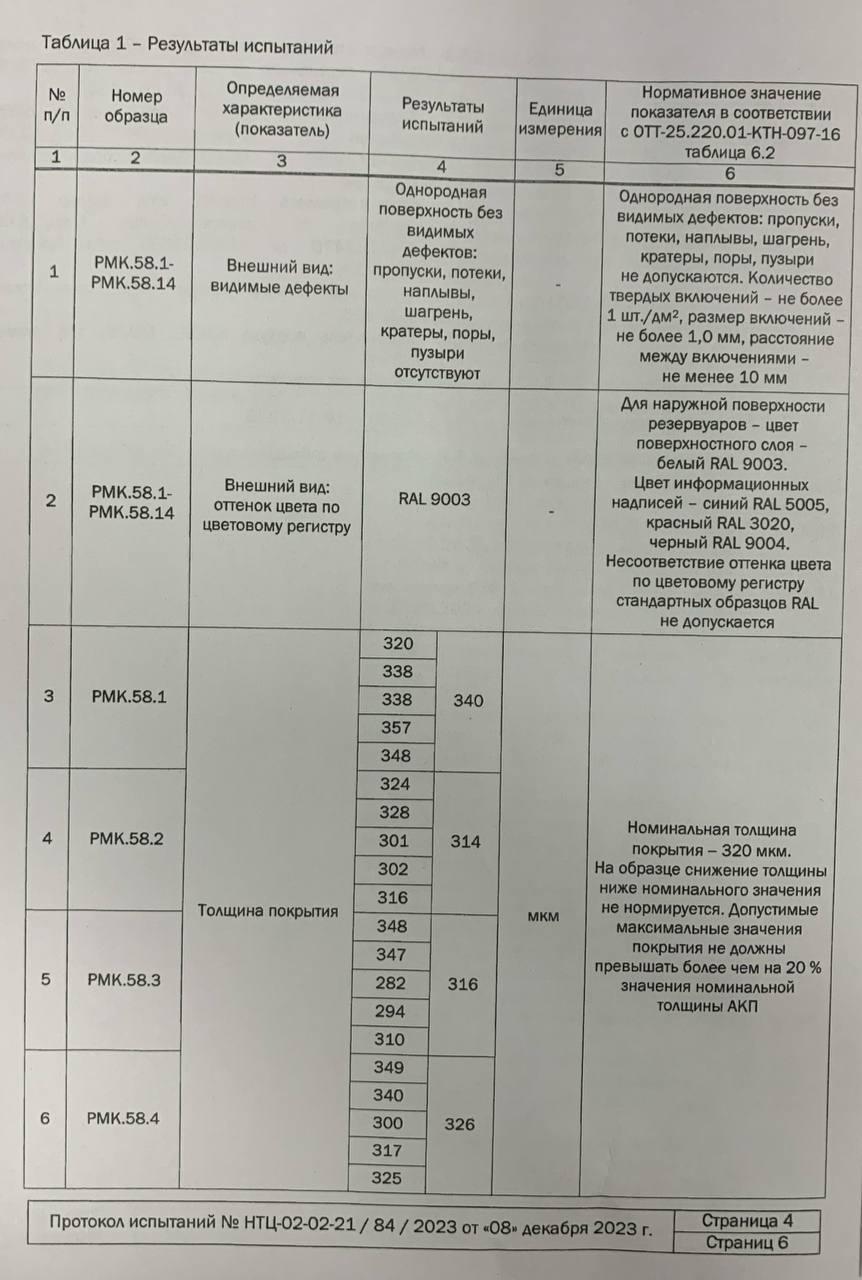 Таблица 1 – Результаты испытаний
№
п/п
Номер
образца
Определяемая
характеристика
(показатель)
Результаты
испытаний
Единица
измерения
Нормативное значение
показателя в соответствии
с ОТТ-25.220.01-КТН-097-16
таблица 6.2
1
2
3
4
5
6
1
РМК.58.1-
РМК.58.14
Внешний вид:
видимые дефекты
Однородная
поверхность без
видимых
дефектов:
пропуски, потеки,
наплывы,
шагрень,
кратеры, поры,
пузыри
отсутствуют
-
Однородная поверхность без
видимых дефектов: пропуски,
потеки, наплывы, шагрень,
кратеры, поры, пузыри
не допускаются. Количество
твердых включений – не более
1 шт./дм², размер включений –
не более 1,0 мм, расстояние
между включениями –
не менее 10 мм
2
РМК.58.1-
РМК.58.14
Внешний вид:
оттенок цвета по
цветовому регистру
RAL 9003
-
Для наружной поверхности
резервуаров – цвет
поверхностного слоя –
белый RAL 9003.
Цвет информационных
надписей – синий RAL 5005,
красный RAL 3020,
черный RAL 9004.
Несоответствие оттенка цвета
по цветовому регистру
стандартных образцов RAL
не допускается
3
РМК.58.1
320
338
338
357
348
340
4
РМК.58.2
324
328
301
302
316
314
Толщина покрытия
5
РМК.58.3
348
347
282
294
310
316
мкм
Номинальная толщина
покрытия – 320 мкм.
На образце снижение толщины
ниже номинального значения
не нормируется. Допустимые
максимальные значения
покрытия не должны
превышать более чем на 20 %
значения номинальной
толщины АКП
6
РМК.58.4
349
340
300
317
325
326
Протокол испытаний № НТЦ-02-02-21 / 84 / 2023 от «08» декабря 2023 г.
Страница 4
Страниц 6